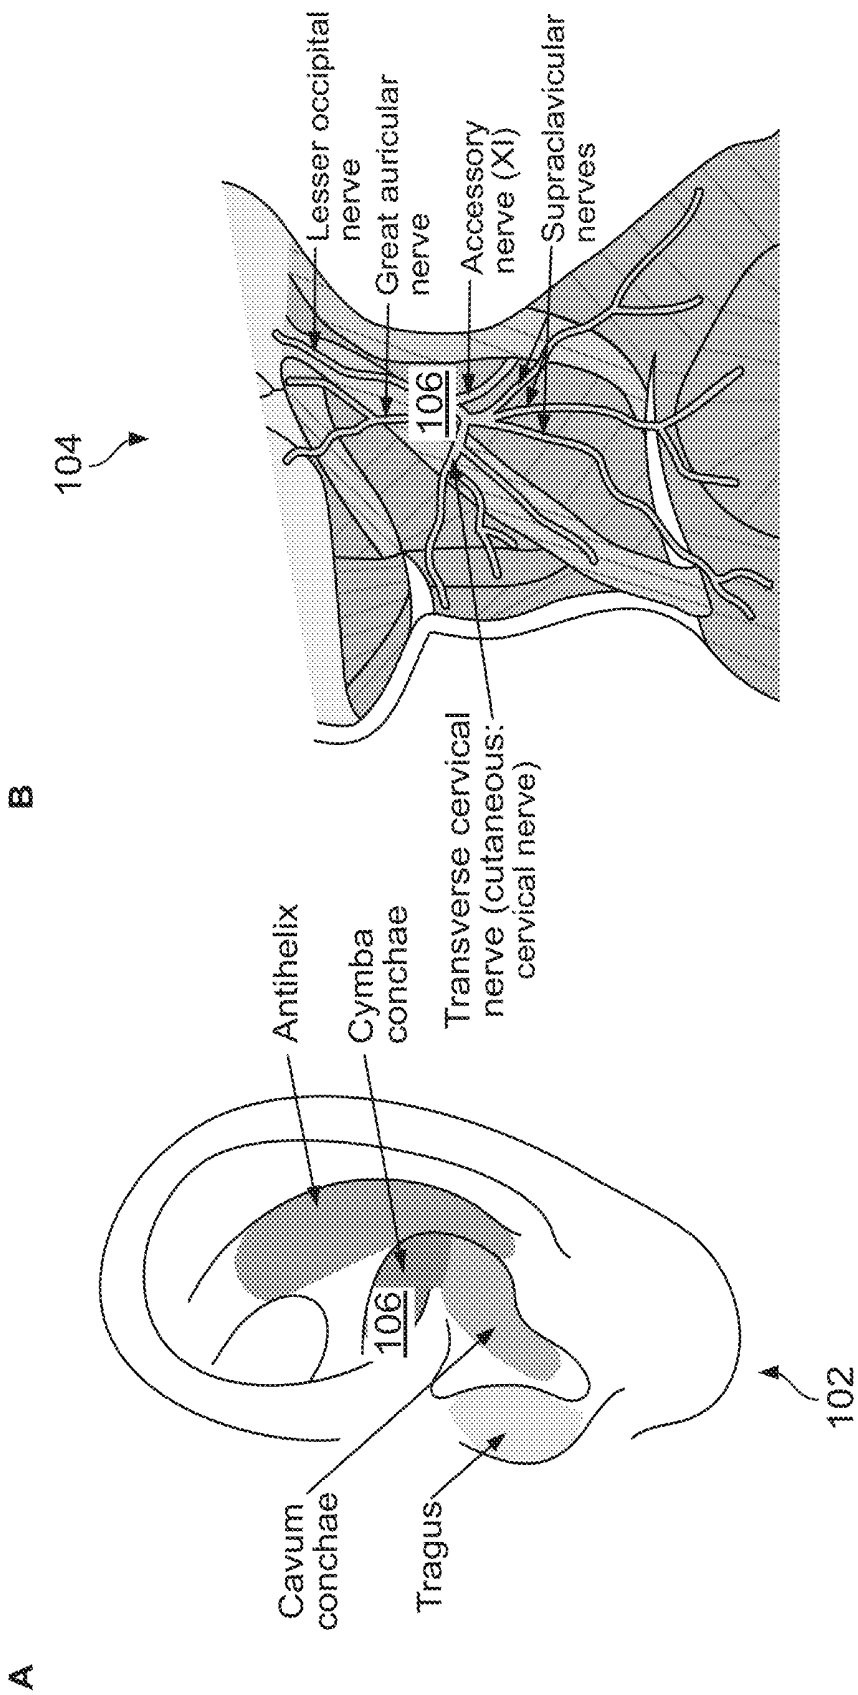 A
Cavum
conchae
Tragus
106
Antihelix
Cymba
conchae
102
B
104
Lesser occipital
nerve
Great auricular
nerve
106
Accessory
nerve (XI)
Supraclavicular
nerves
Transverse cervical
nerve (cutaneous:
cervical nerve)